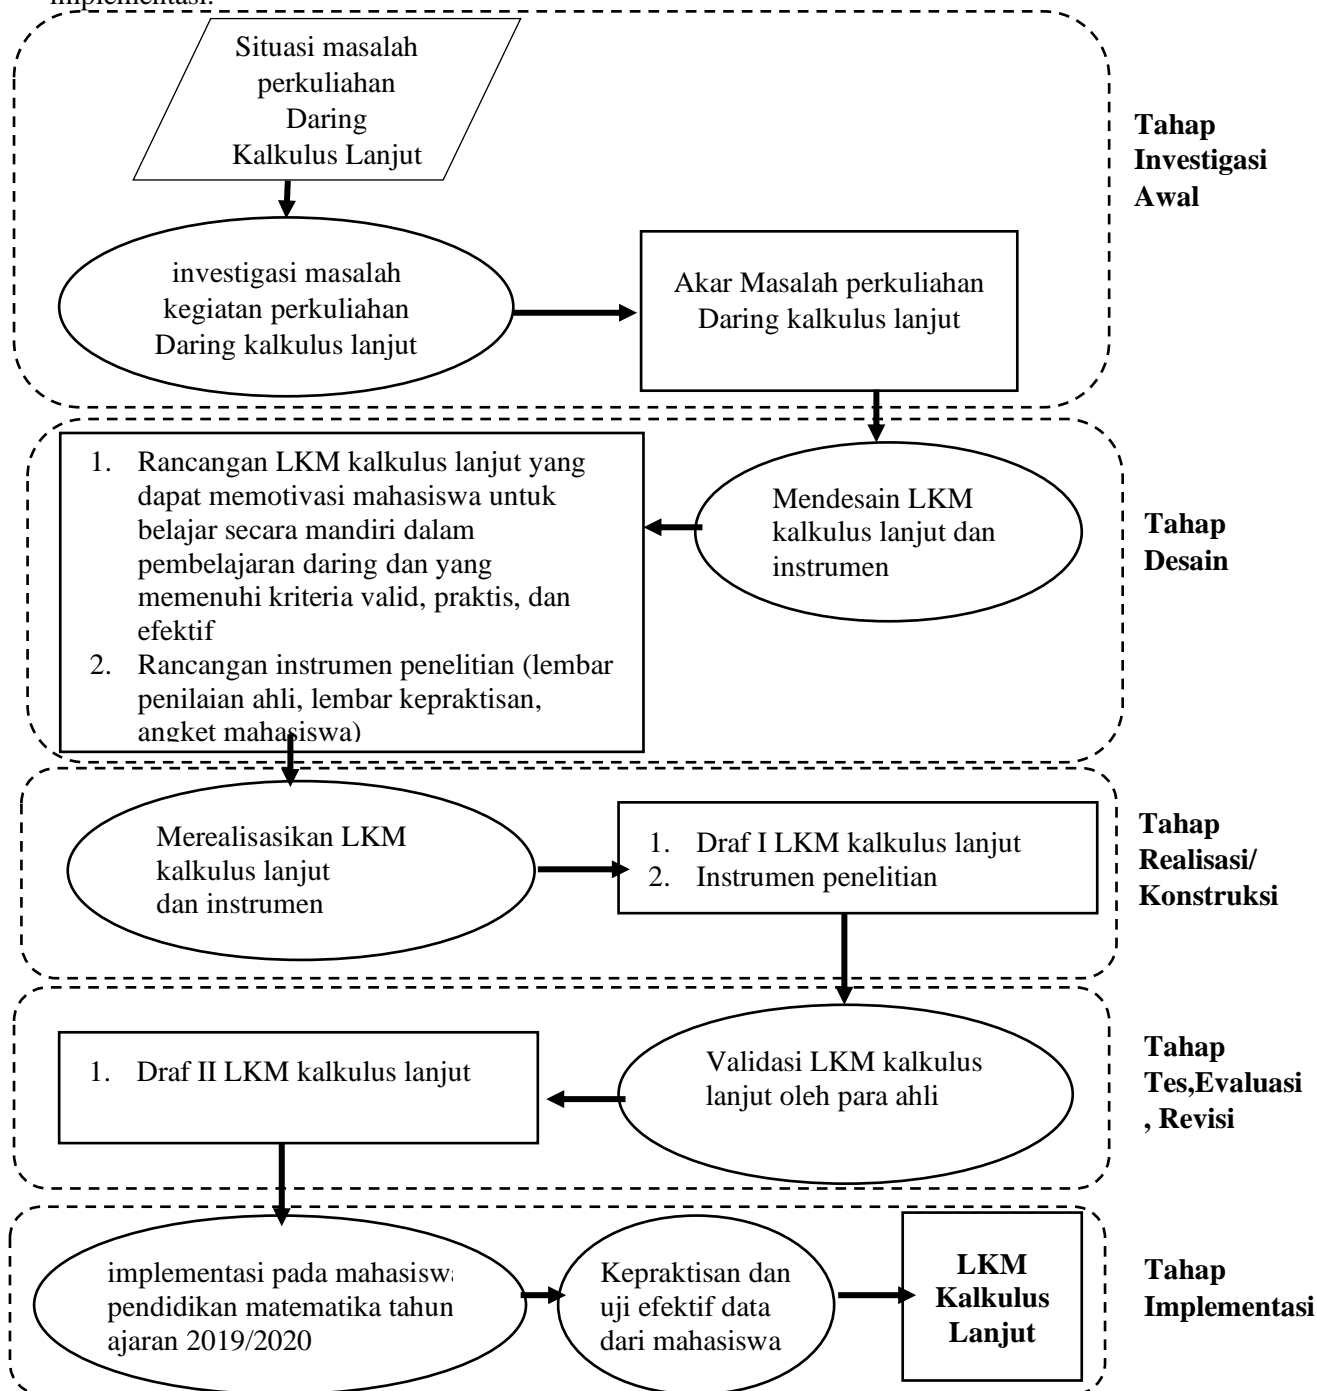 implementasi.
Situasi masalah
perkuliahan
Daring
Kalkulus Lanjut
Tahap
Investigasi
Awal
investigasi masalah
kegiatan perkuliahan
Daring kalkulus lanjut
Akar Masalah perkuliahan
Daring kalkulus lanjut
1. Rancangan LKM kalkulus lanjut yang
dapat memotivasi mahasiswa untuk
belajar secara mandiri dalam
pembelajaran daring dan yang
memenuhi kriteria valid, praktis, dan
efektif
2. Rancangan instrumen penelitian (lembar
penilaian ahli, lembar kepraktisan,
angket mahasiswa)
Mendesain LKM
kalkulus lanjut dan
instrumen
Tahap
Desain
Merealisasikan LKM
kalkulus lanjut
dan instrumen
1. Draf I LKM kalkulus lanjut
2. Instrumen penelitian
Tahap
Realisasi/
Konstruksi
1. Draf II LKM kalkulus lanjut
Validasi LKM kalkulus
lanjut oleh para ahli
Tahap
Tes,Evaluasi
, Revisi
implementasi pada mahasiswa
pendidikan matematika tahun
ajaran 2019/2020
Kepraktisan dan
uji efektif data
dari mahasiswa
LKM
Kalkulus
Lanjut
Tahap
Implementasi